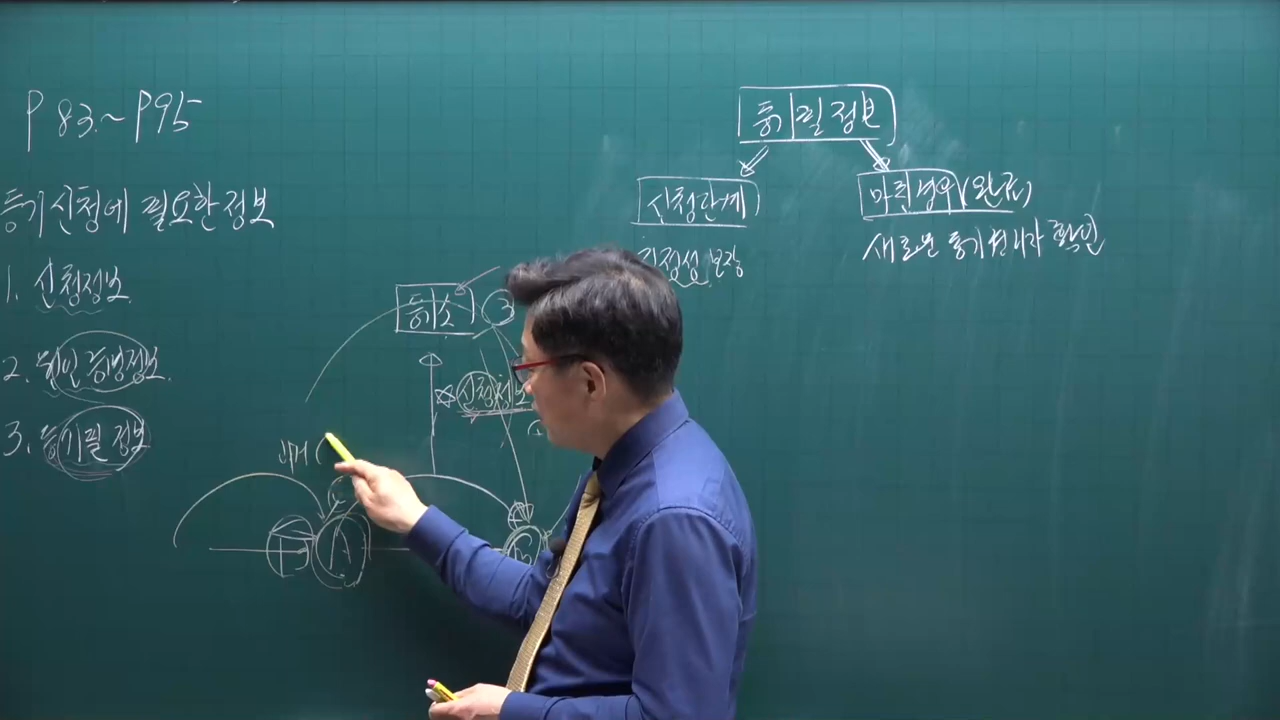 P 83.~P95
등기신청에 필요한 정보
1. 신청정보.
2. 원인증명정보.
3. 등기필정보
등기필정보
신청단계)
진정성 보장
마친경우(완료)
새로운 등기권리자 확인
등기소
3
신청정보
매매 (
A